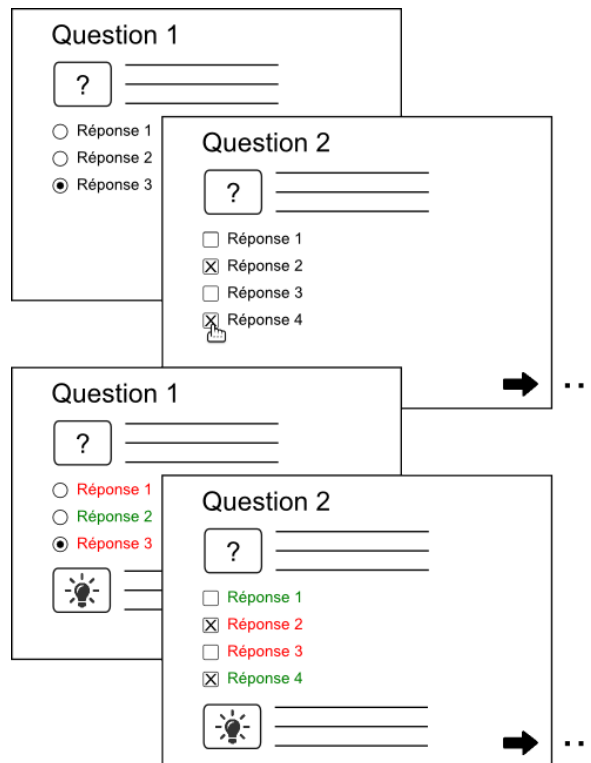 Question 1
?
Réponse 1
Réponse 2
Réponse 3
Question 2
?
Réponse 1
Réponse 2
Réponse 3
Réponse 4
..
Question 1
?
Réponse 1
Réponse 2
Réponse 3
Question 2
?
Réponse 1
Réponse 2
Réponse 3
Réponse 4
..